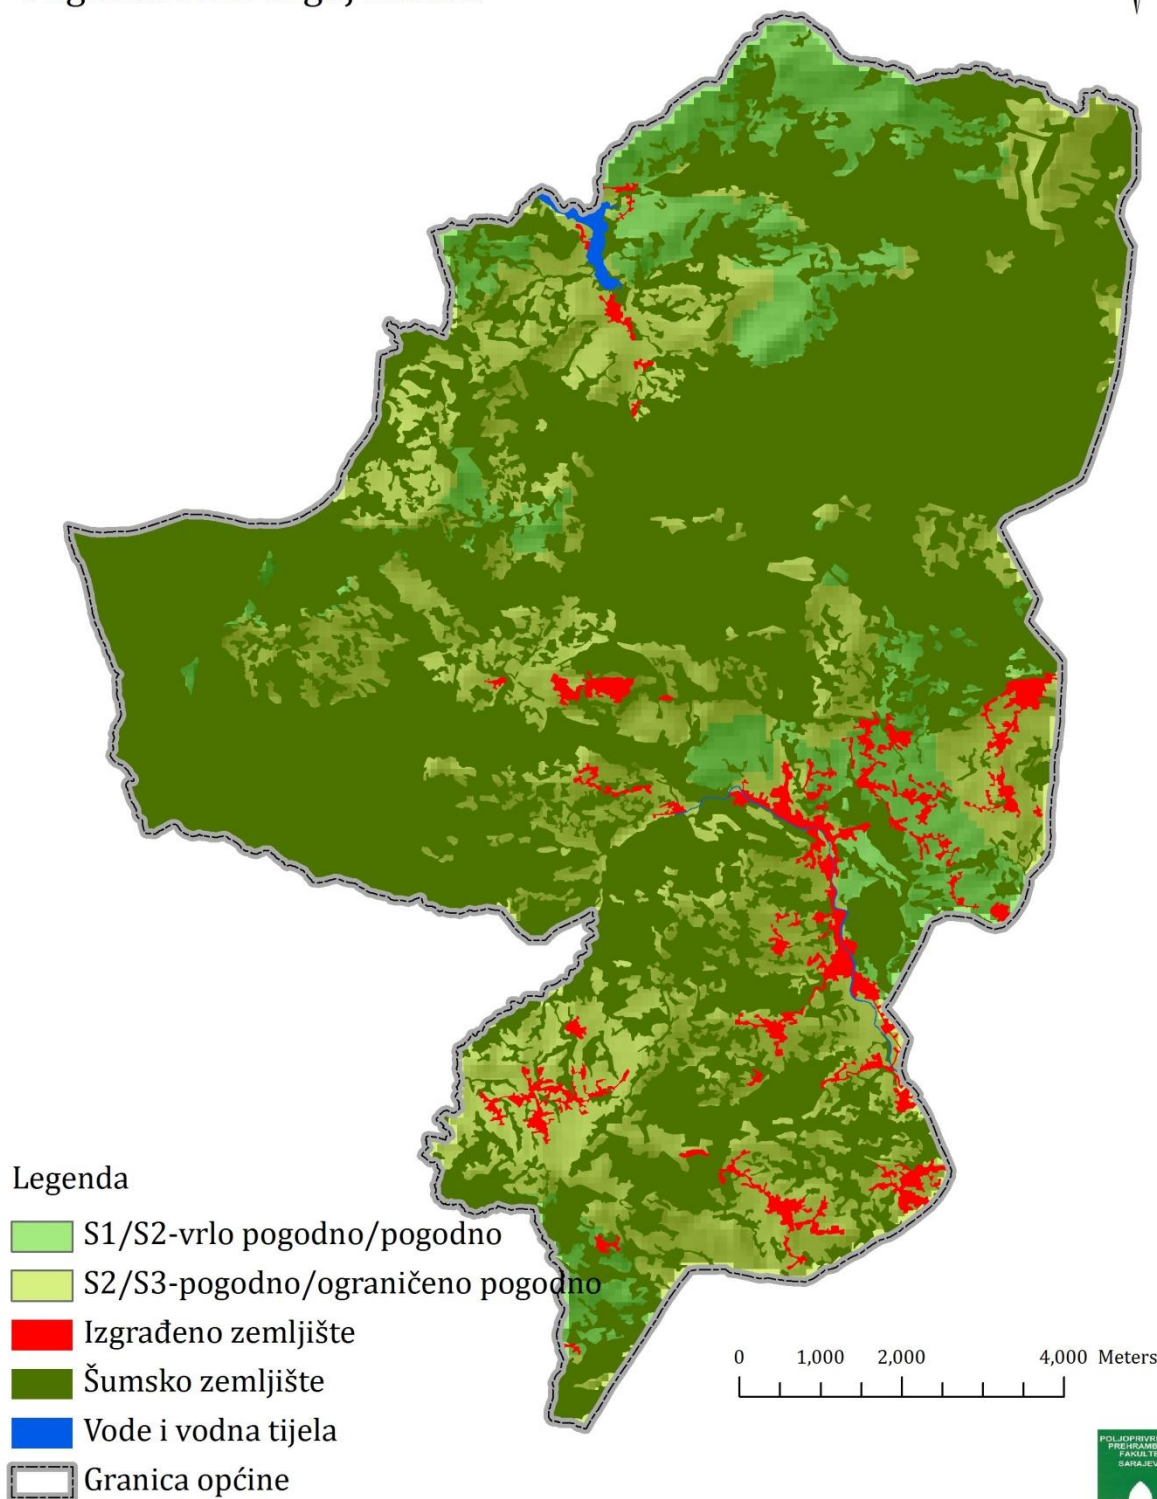 Legenda
S1/S2-vrlo pogodno/pogodno
S2/S3-pogodno/ograničeno pogodno
Izgrađeno zemljište
Šumsko zemljište
Vode i vodna tijela
Granica općine
0 1,000 2,000 4,000 Meters